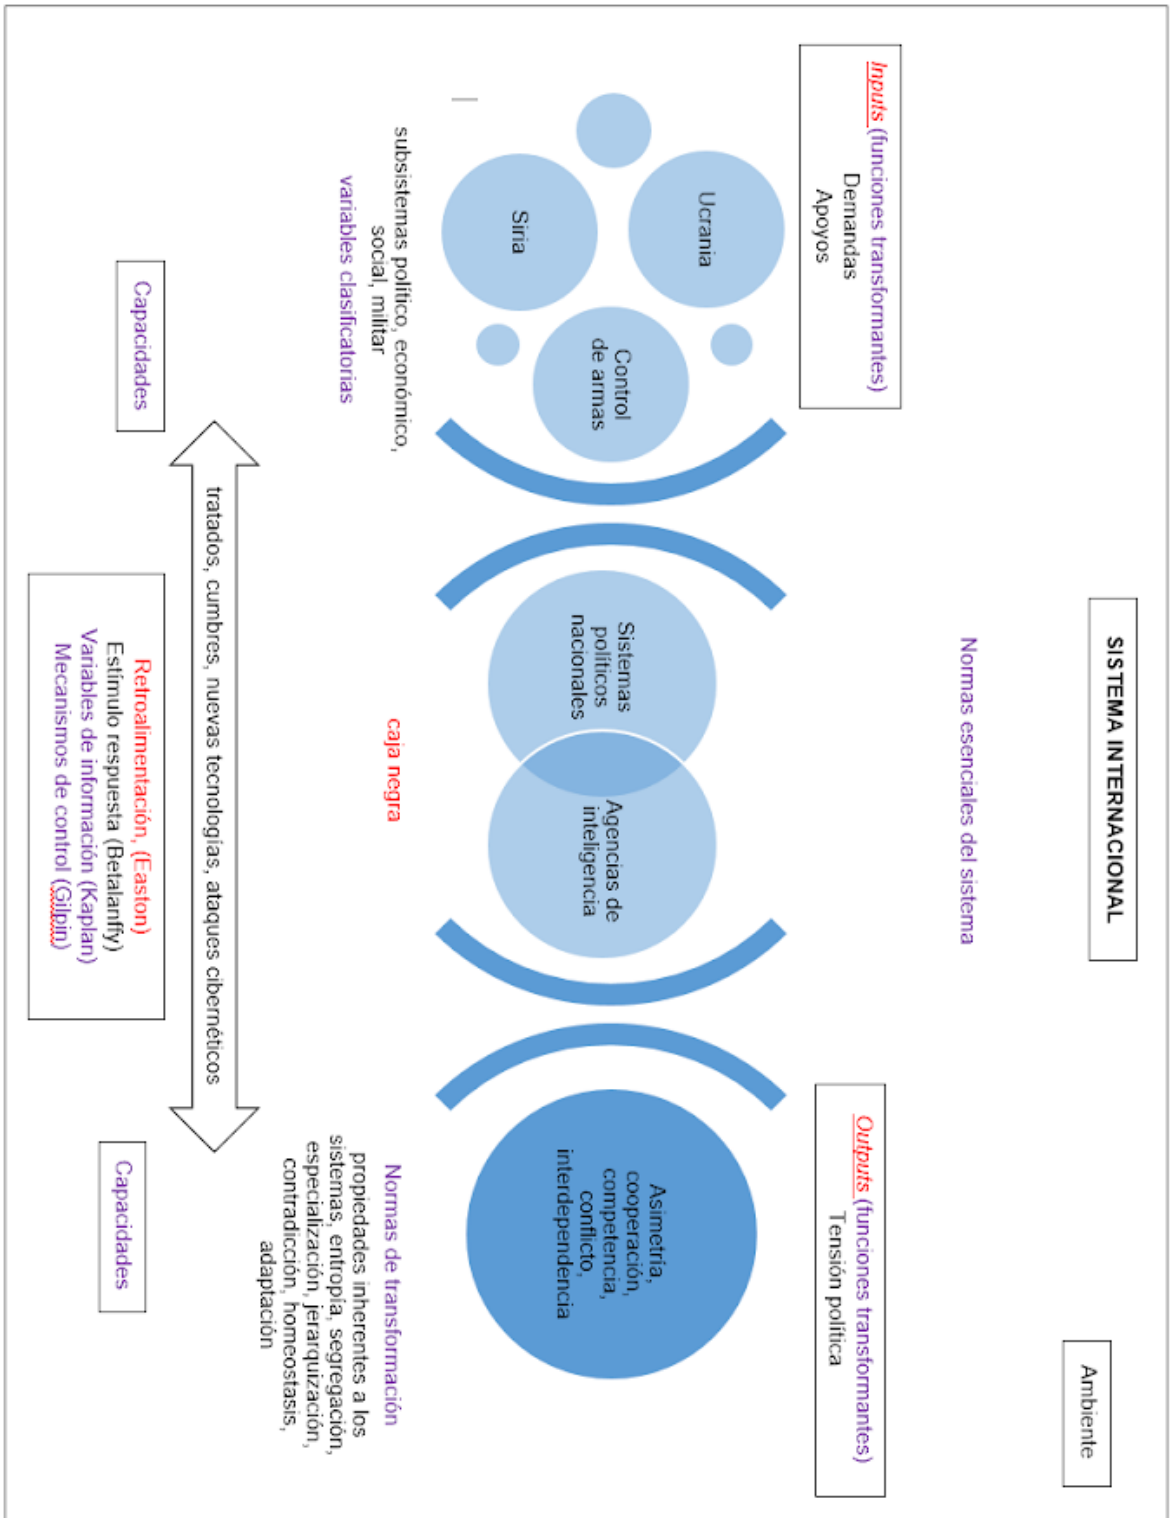 SISTEMA INTERNACIONAL
Ambiente
Normas esenciales del sistema
Inputs (funciones transformantes)
Demandas
Apoyos
Outputs (funciones transformantes)
Tensión política
Ucrania
Siria
Control
de armas
Sistemas
políticos
nacionales
Agencias de
inteligencia
Asimetría,
cooperación,
competencia,
conflicto,
interdependencia
subsistemas político, económico,
social, militar
variables clasificatorias
caja negra
Normas de transformación
propiedades inherentes a los
sistemas, entropía, segregación,
especialización, jerarquización,
contradicción, homeostasis,
adaptación
tratados, cumbres, nuevas tecnologías, ataques cibernéticos
Capacidades
Retroalimentación, (Easton)
Estímulo respuesta (Betalanffy)
Variables de información (Kaplan)
Mecanismos de control (Gilpin)
Capacidades